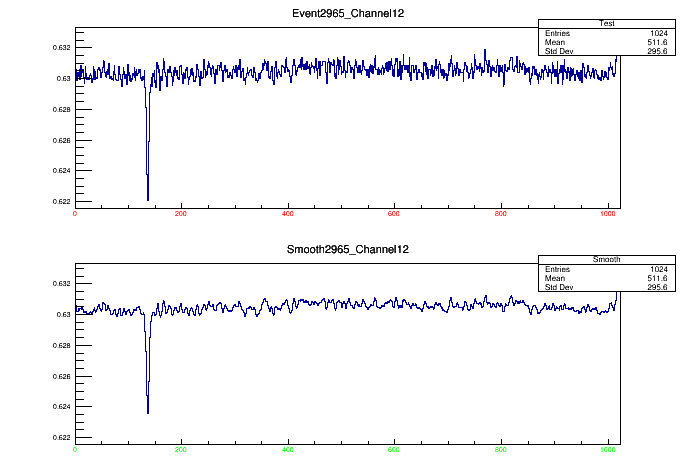 Event2965_Channel12
Test
Entries 1024
Mean 511.6
Std Dev 295.6
0.632
0.63
0.628
0.626
0.624
0.622
0 200 400 600 800 1000
Smooth2965_Channel12
Smooth
Entries 1024
Mean 511.6
Std Dev 295.6
0.632
0.63
0.628
0.626
0.624
0.622
0 200 400 600 800 1000